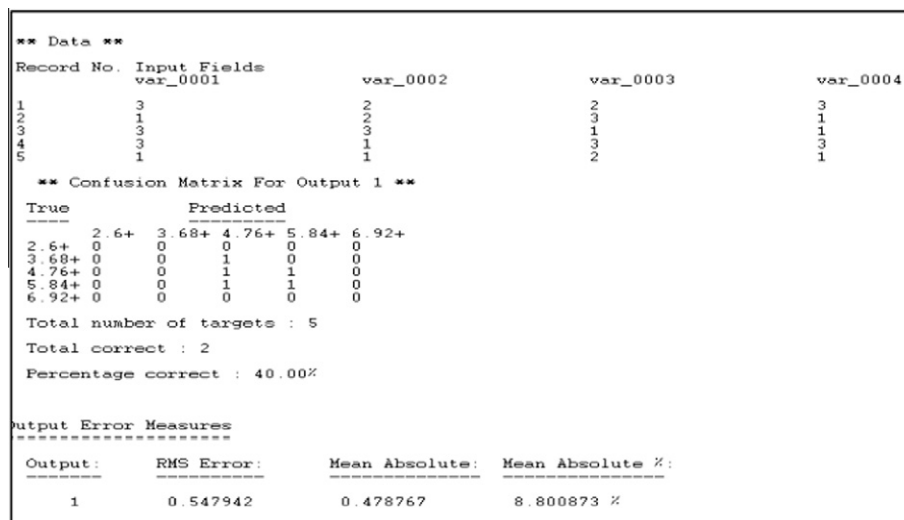 ** Data **
Record No. Input Fields
var_0001 var_0002 var_0003 var_0004
1 3 2 2 3
2 1 2 3 1
3 3 3 1 1
4 3 1 3 3
5 1 1 2 1
** Confusion Matrix For Output 1 **
True Predicted
2.6+ 3.68+ 4.76+ 5.84+ 6.92+
2.6+ 0 0 0 0 0
3.68+ 0 0 1 0 0
4.76+ 0 0 1 1 0
5.84+ 0 0 1 1 0
6.92+ 0 0 0 0 0
Total number of targets : 5
Total correct : 2
Percentage correct : 40.00%
Output Error Measures
Output: RMS Error: Mean Absolute: Mean Absolute %:
1 0.547942 0.478767 8.800873 %